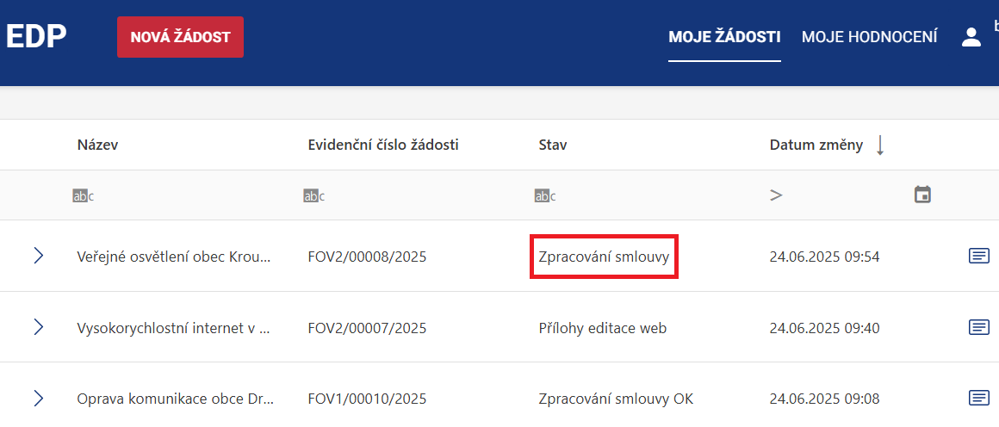 EDP NOVÁ ŽÁDOST MOJE ŽÁDOSTI MOJE HODNOCENÍ
Název Evidenční číslo žádosti Stav Datum změny
abc abc abc >
Veřejné osvětlení obec Krou... FOV2/00008/2025 Zpracování smlouvy 24.06.2025 09:54
Vysokorychlostní internet v ... FOV2/00007/2025 Přílohy editace web 24.06.2025 09:40
Oprava komunikace obce Dr... FOV1/00010/2025 Zpracování smlouvy OK 24.06.2025 09:08